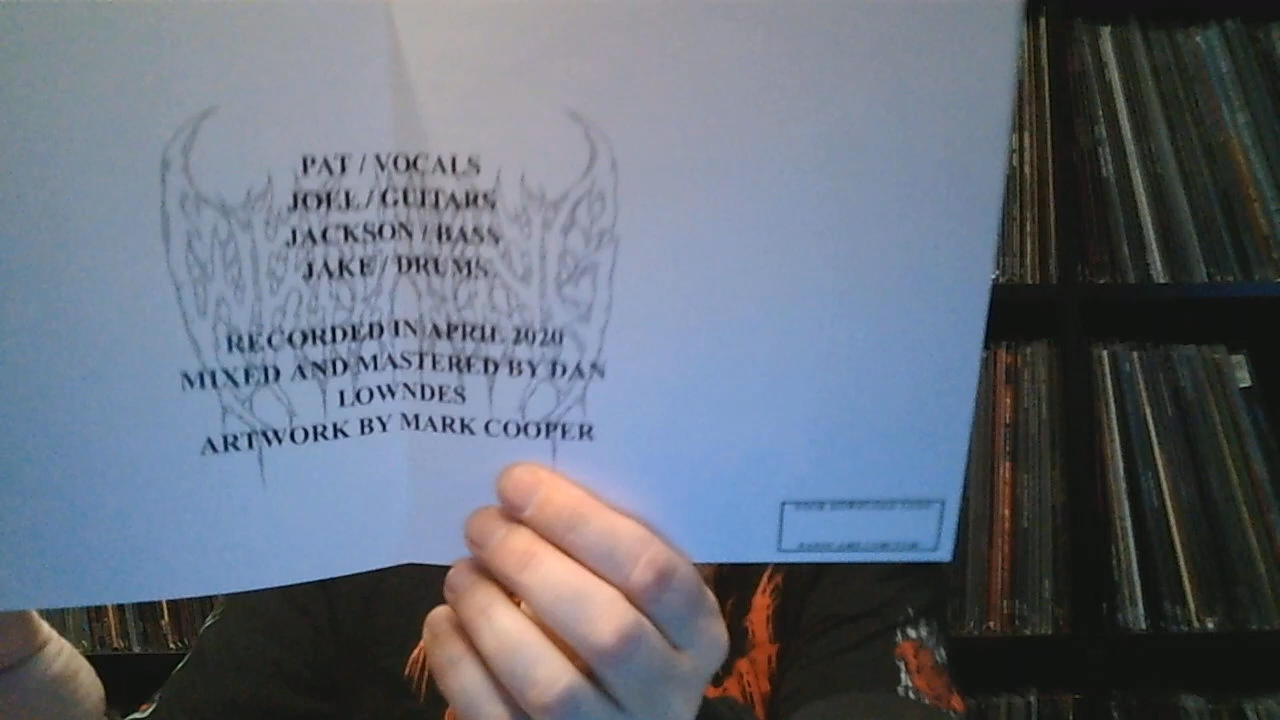 PAT / VOCALS
JOEL / GUITARS
JACKSON / BASS
JAKE / DRUMS
RECORDED IN APRIL 2020
MIXED AND MASTERED BY DAN
LOWNDES
ARTWORK BY MARK COOPER